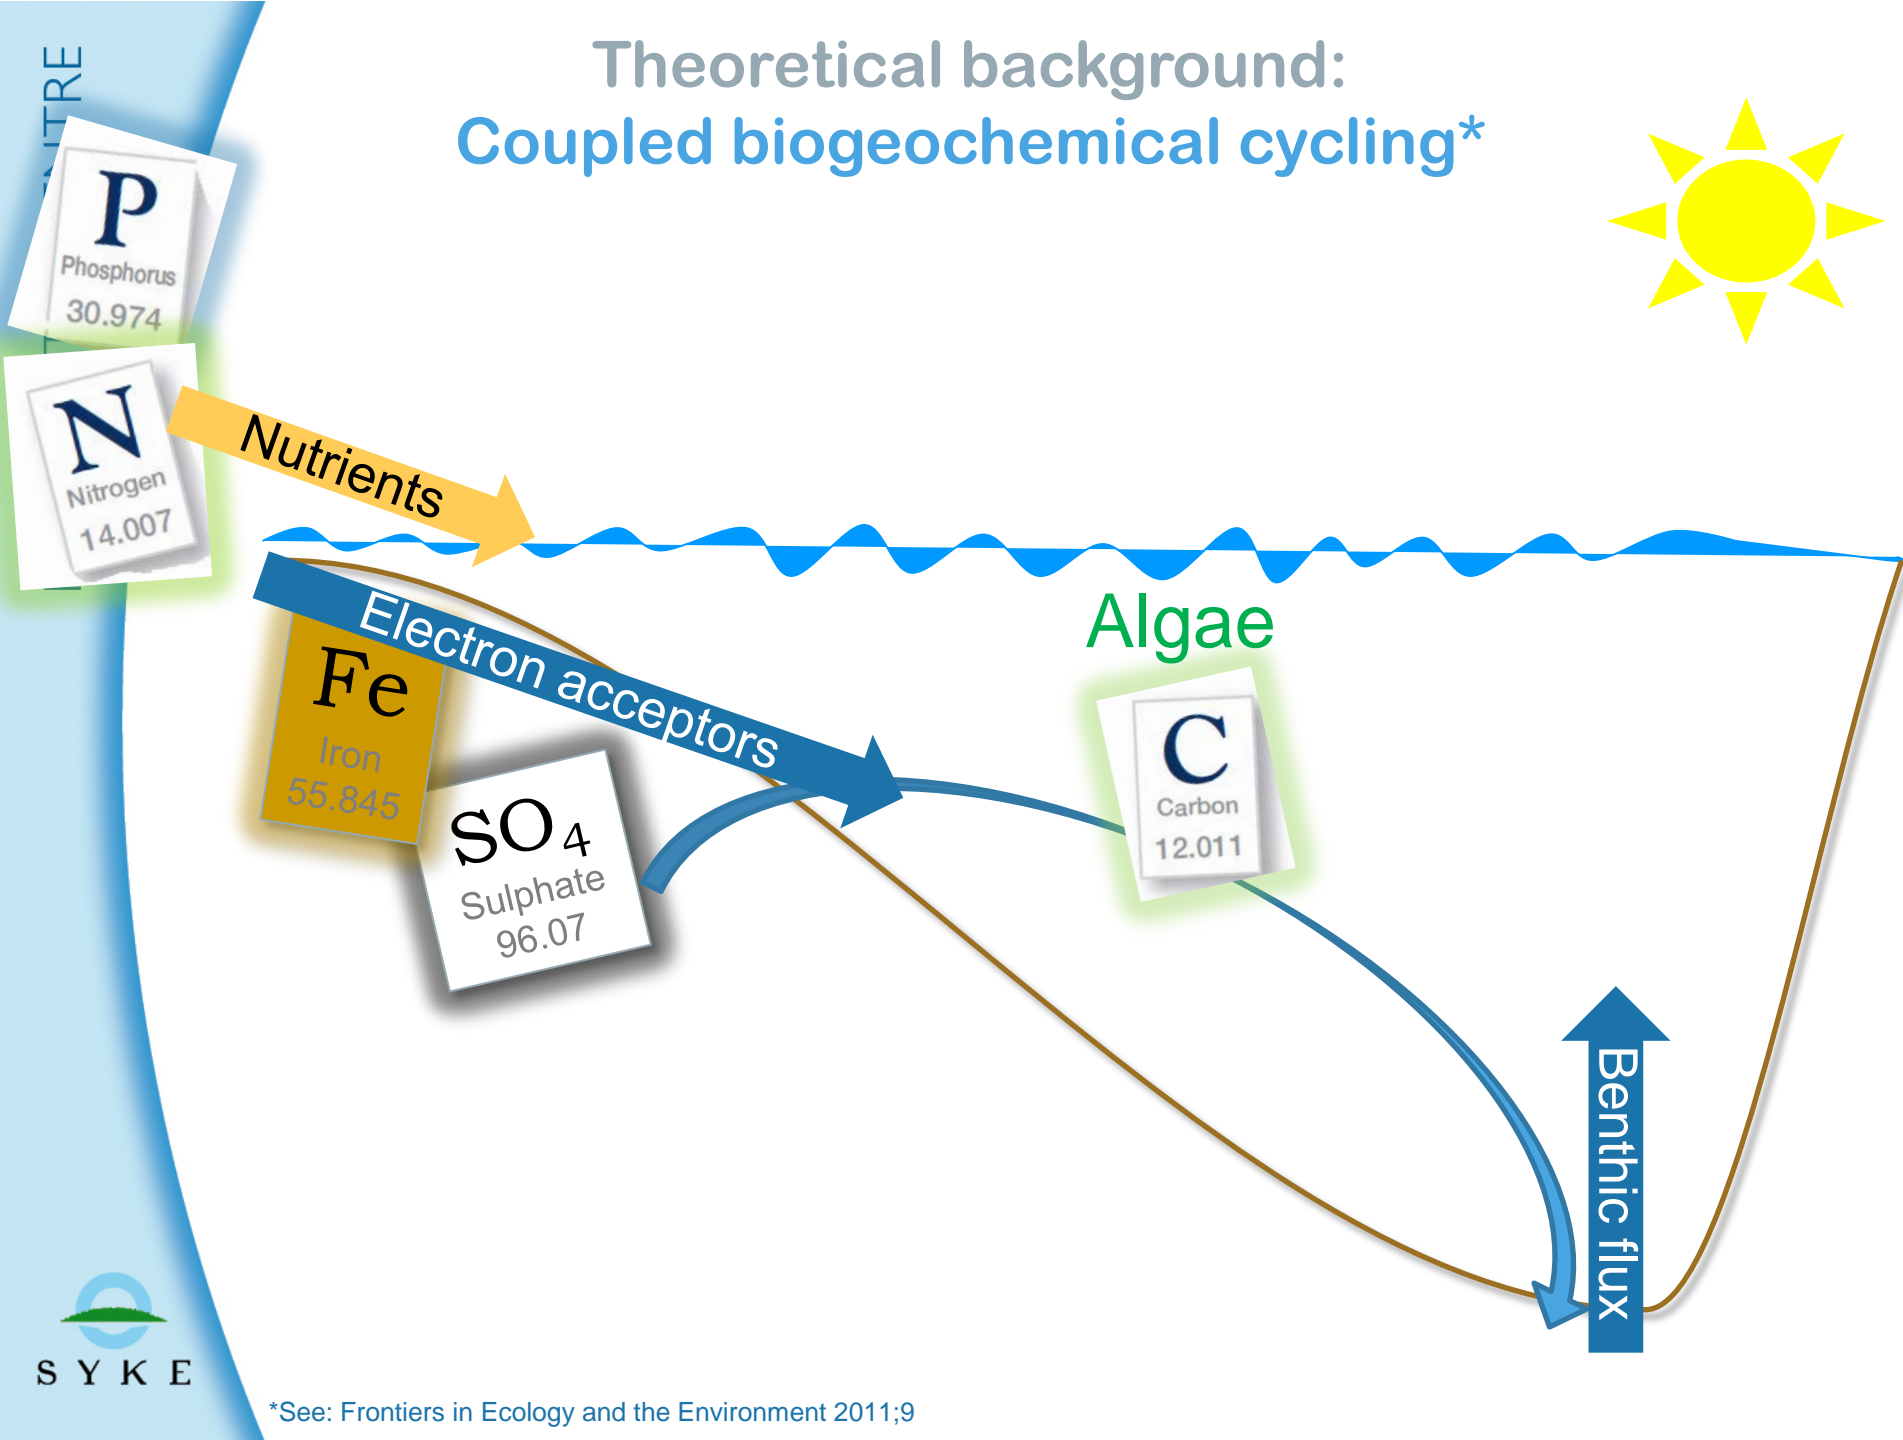 Theoretical background:
Coupled biogeochemical cycling*
P
Phosphorus
30.974
N
Nitrogen
14.007
Nutrients
Electron acceptors
Fe
Iron
55.845
SO4
Sulphate
96.07
Algae
C
Carbon
12.011
Benthic flux
SYKE
*See: Frontiers in Ecology and the Environment 2011;9